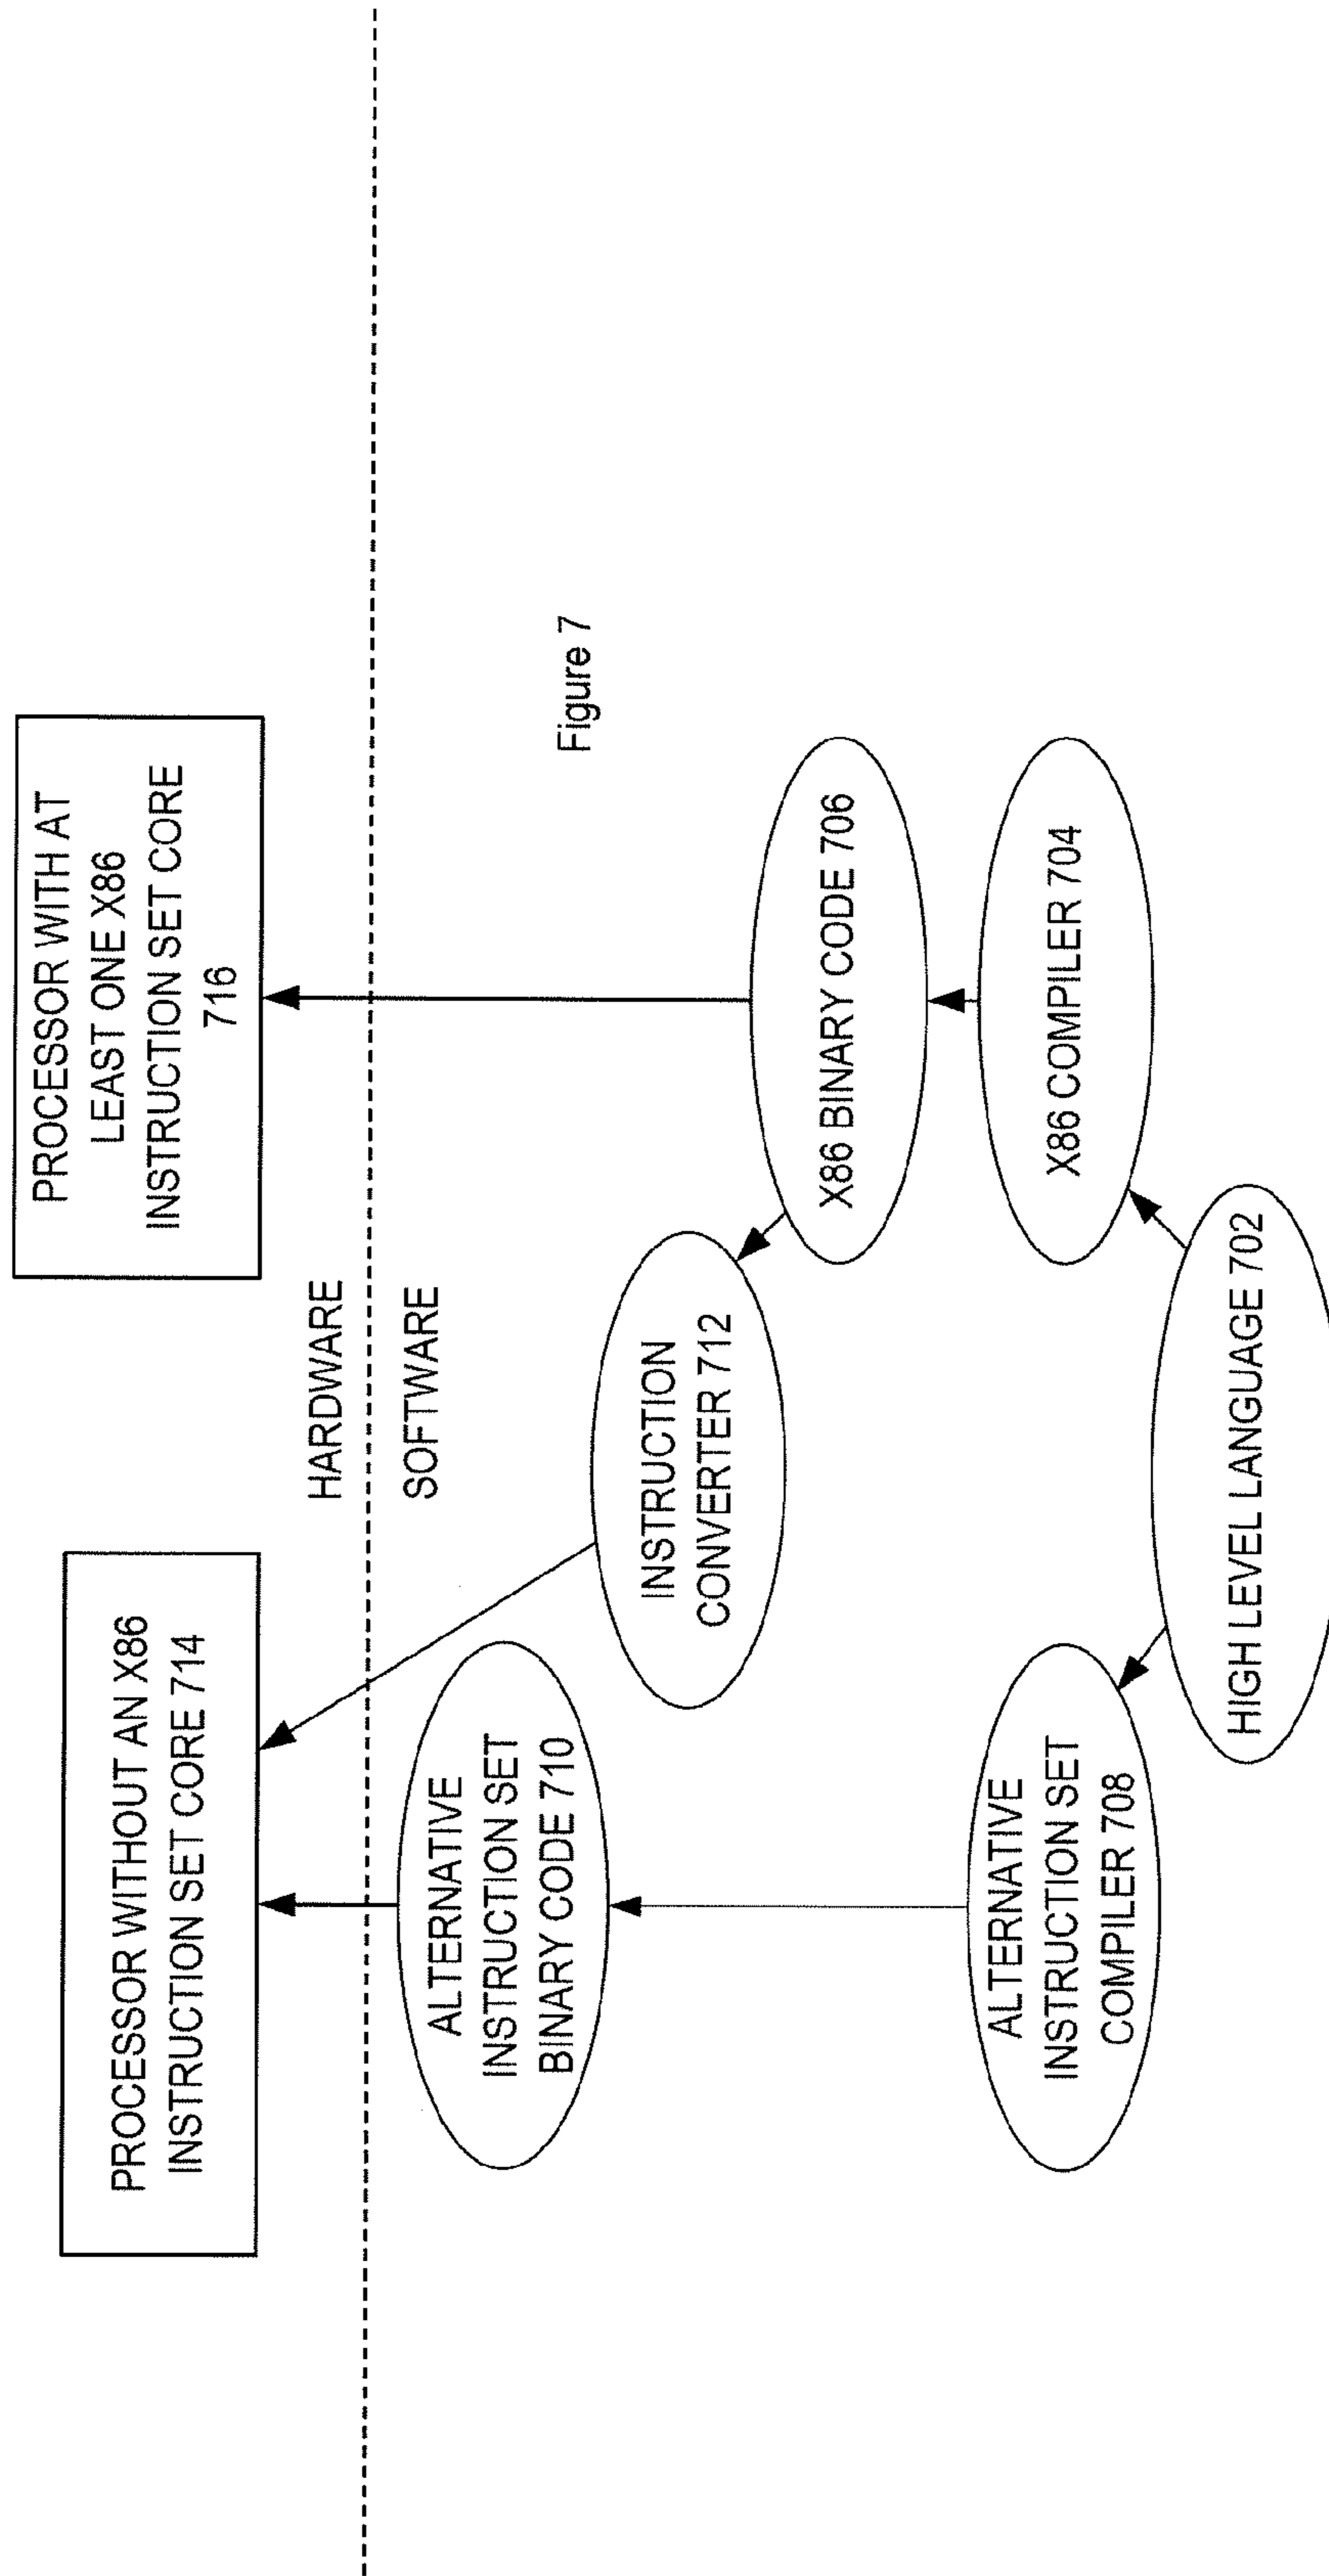 PROCESSOR WITHOUT AN X86
INSTRUCTION SET CORE 714
PROCESSOR WITH AT
LEAST ONE X86
INSTRUCTION SET CORE
716
HARDWARE
SOFTWARE
ALTERNATIVE
INSTRUCTION SET
BINARY CODE 710
INSTRUCTION
CONVERTER 712
Figure 7
X86 BINARY CODE 706
ALTERNATIVE
INSTRUCTION SET
COMPILER 708
X86 COMPILER 704
HIGH LEVEL LANGUAGE 702